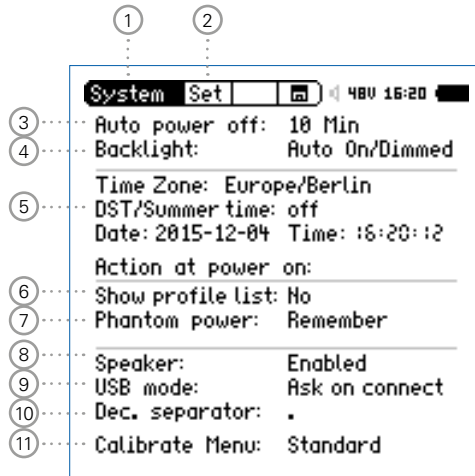 1 2
System Set 48V 16:20
3 Auto power off: 10 Min
4 Backlight: Auto On/Dimmed
Time Zone: Europe/Berlin
5 DST/Summer time: off
Date: 2015-12-04 Time: 16:20:12
Action at power on:
6 Show profile list: No
7 Phantom power: Remember
8 Speaker: Enabled
9 USB mode: Ask on connect
10 Dec. separator: .
11 Calibrate Menu: Standard